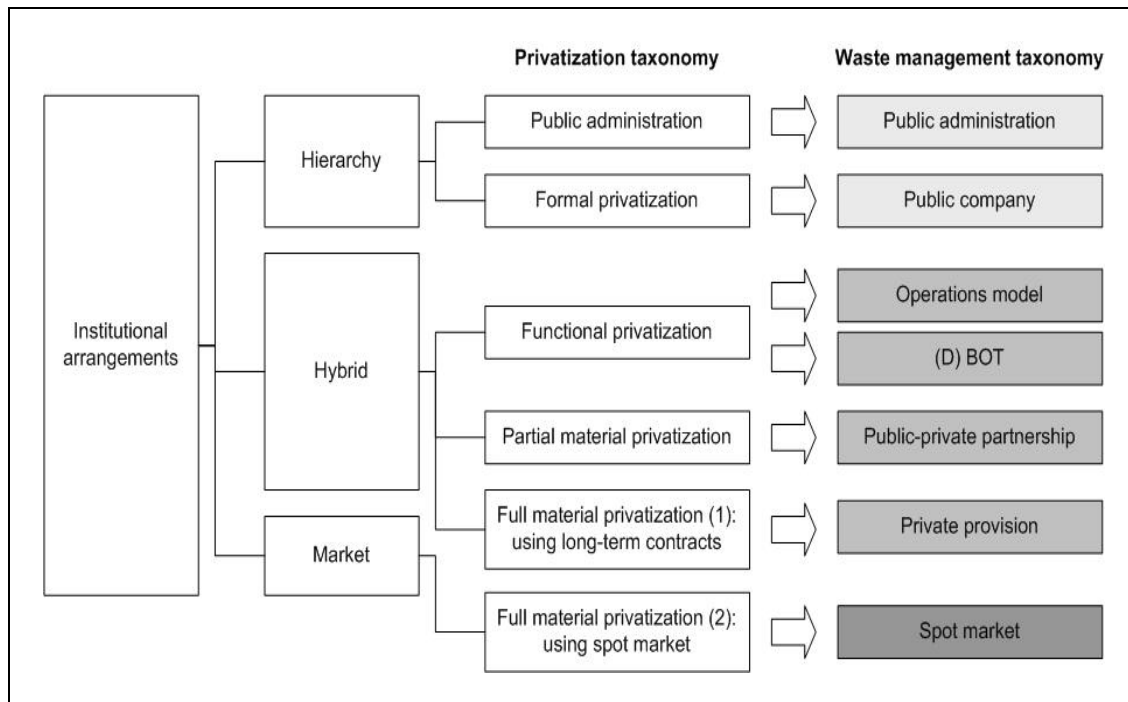 Privatization taxonomy
Waste management taxonomy
Institutional
arrangements
Hierarchy
Public administration
Public administration
Formal privatization
Public company
Hybrid
Functional privatization
Operations model
(D) BOT
Partial material privatization
Public-private partnership
Full material privatization (1):
using long-term contracts
Private provision
Market
Full material privatization (2):
using spot market
Spot market